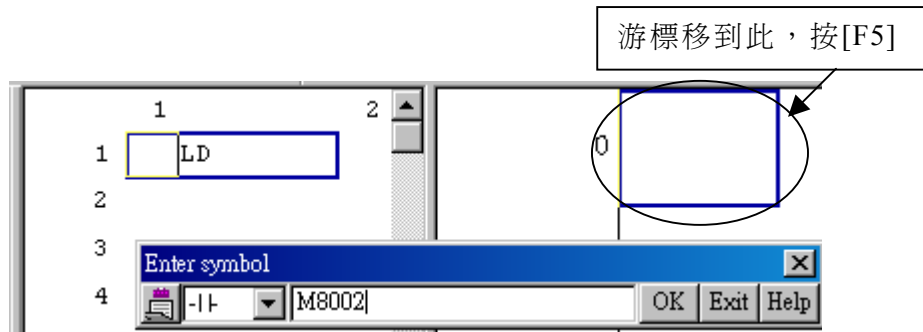 游標移到此，按[F5]
1 2
1 LD
0
2
3
Enter symbol
4
-| |- M8002 OK Exit Help